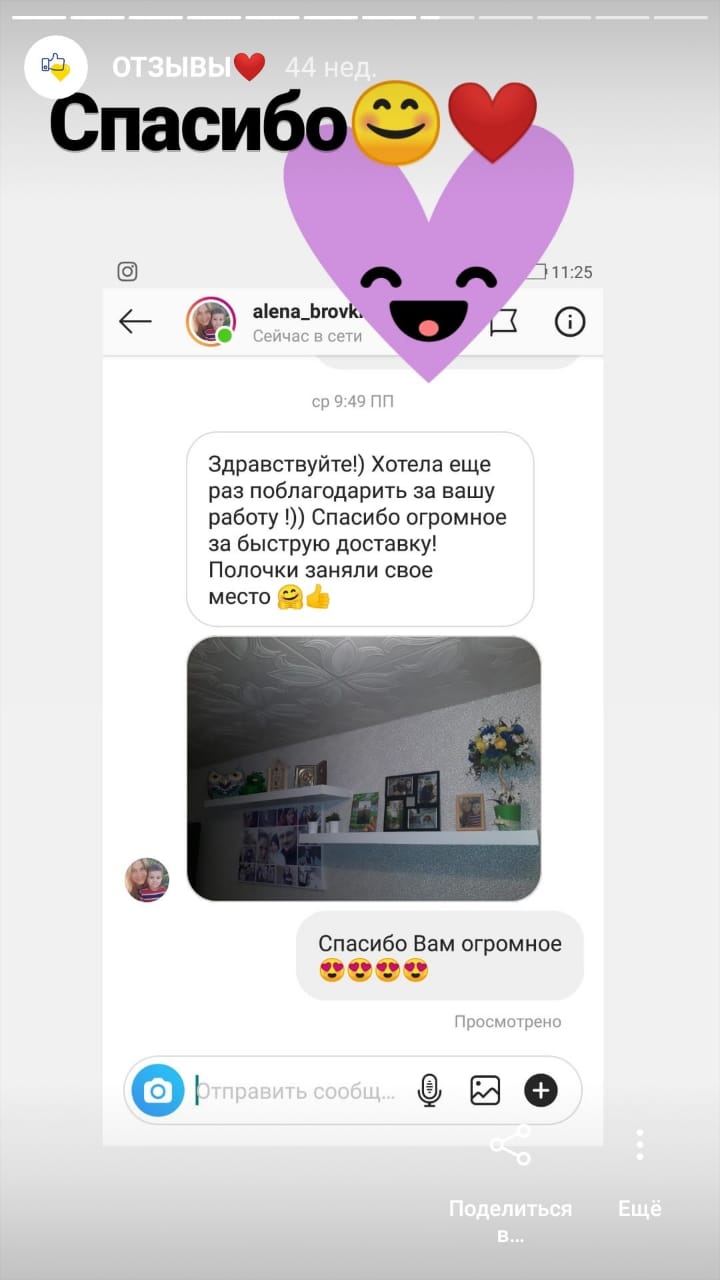 ОТЗЫВЫ❤️ 44 нед.
Спасибо😊❤️
11:25
alena_brovk
Сейчас в сети
ср 9:49 ПП
Здравствуйте!) Хотела еще
раз поблагодарить за вашу
работу !)) Спасибо огромное
за быструю доставку!
Полочки заняли свое
место 🤗👍
Спасибо Вам огромное
😍😍😍😍
Просмотрено
Отправить сообщ...
Поделиться
в...
Ещё